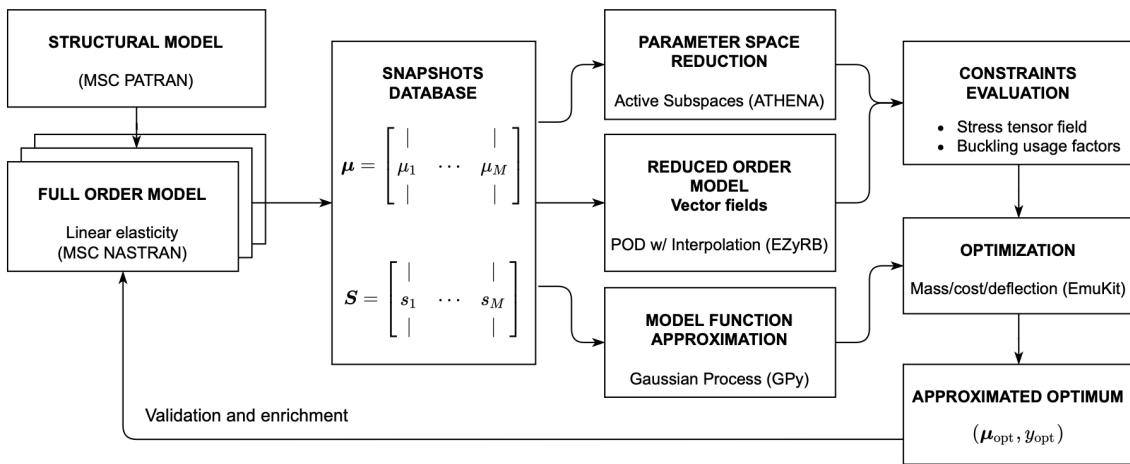 STRUCTURAL MODEL
(MSC PATRAN)
FULL ORDER MODEL
Linear elasticity
(MSC NASTRAN)
SNAPSHOTS
DATABASE
μ = [ | | ]
[ μ1 ⋯ μM ]
[ | | ]
S = [ | | ]
[ s1 ⋯ sM ]
[ | | ]
PARAMETER SPACE
REDUCTION
Active Subspaces (ATHENA)
REDUCED ORDER
MODEL
Vector fields
POD w/ Interpolation (EZyRB)
MODEL FUNCTION
APPROXIMATION
Gaussian Process (GPy)
CONSTRAINTS
EVALUATION
• Stress tensor field
• Buckling usage factors
OPTIMIZATION
Mass/cost/deflection (EmuKit)
APPROXIMATED OPTIMUM
(μopt, yopt)
Validation and enrichment